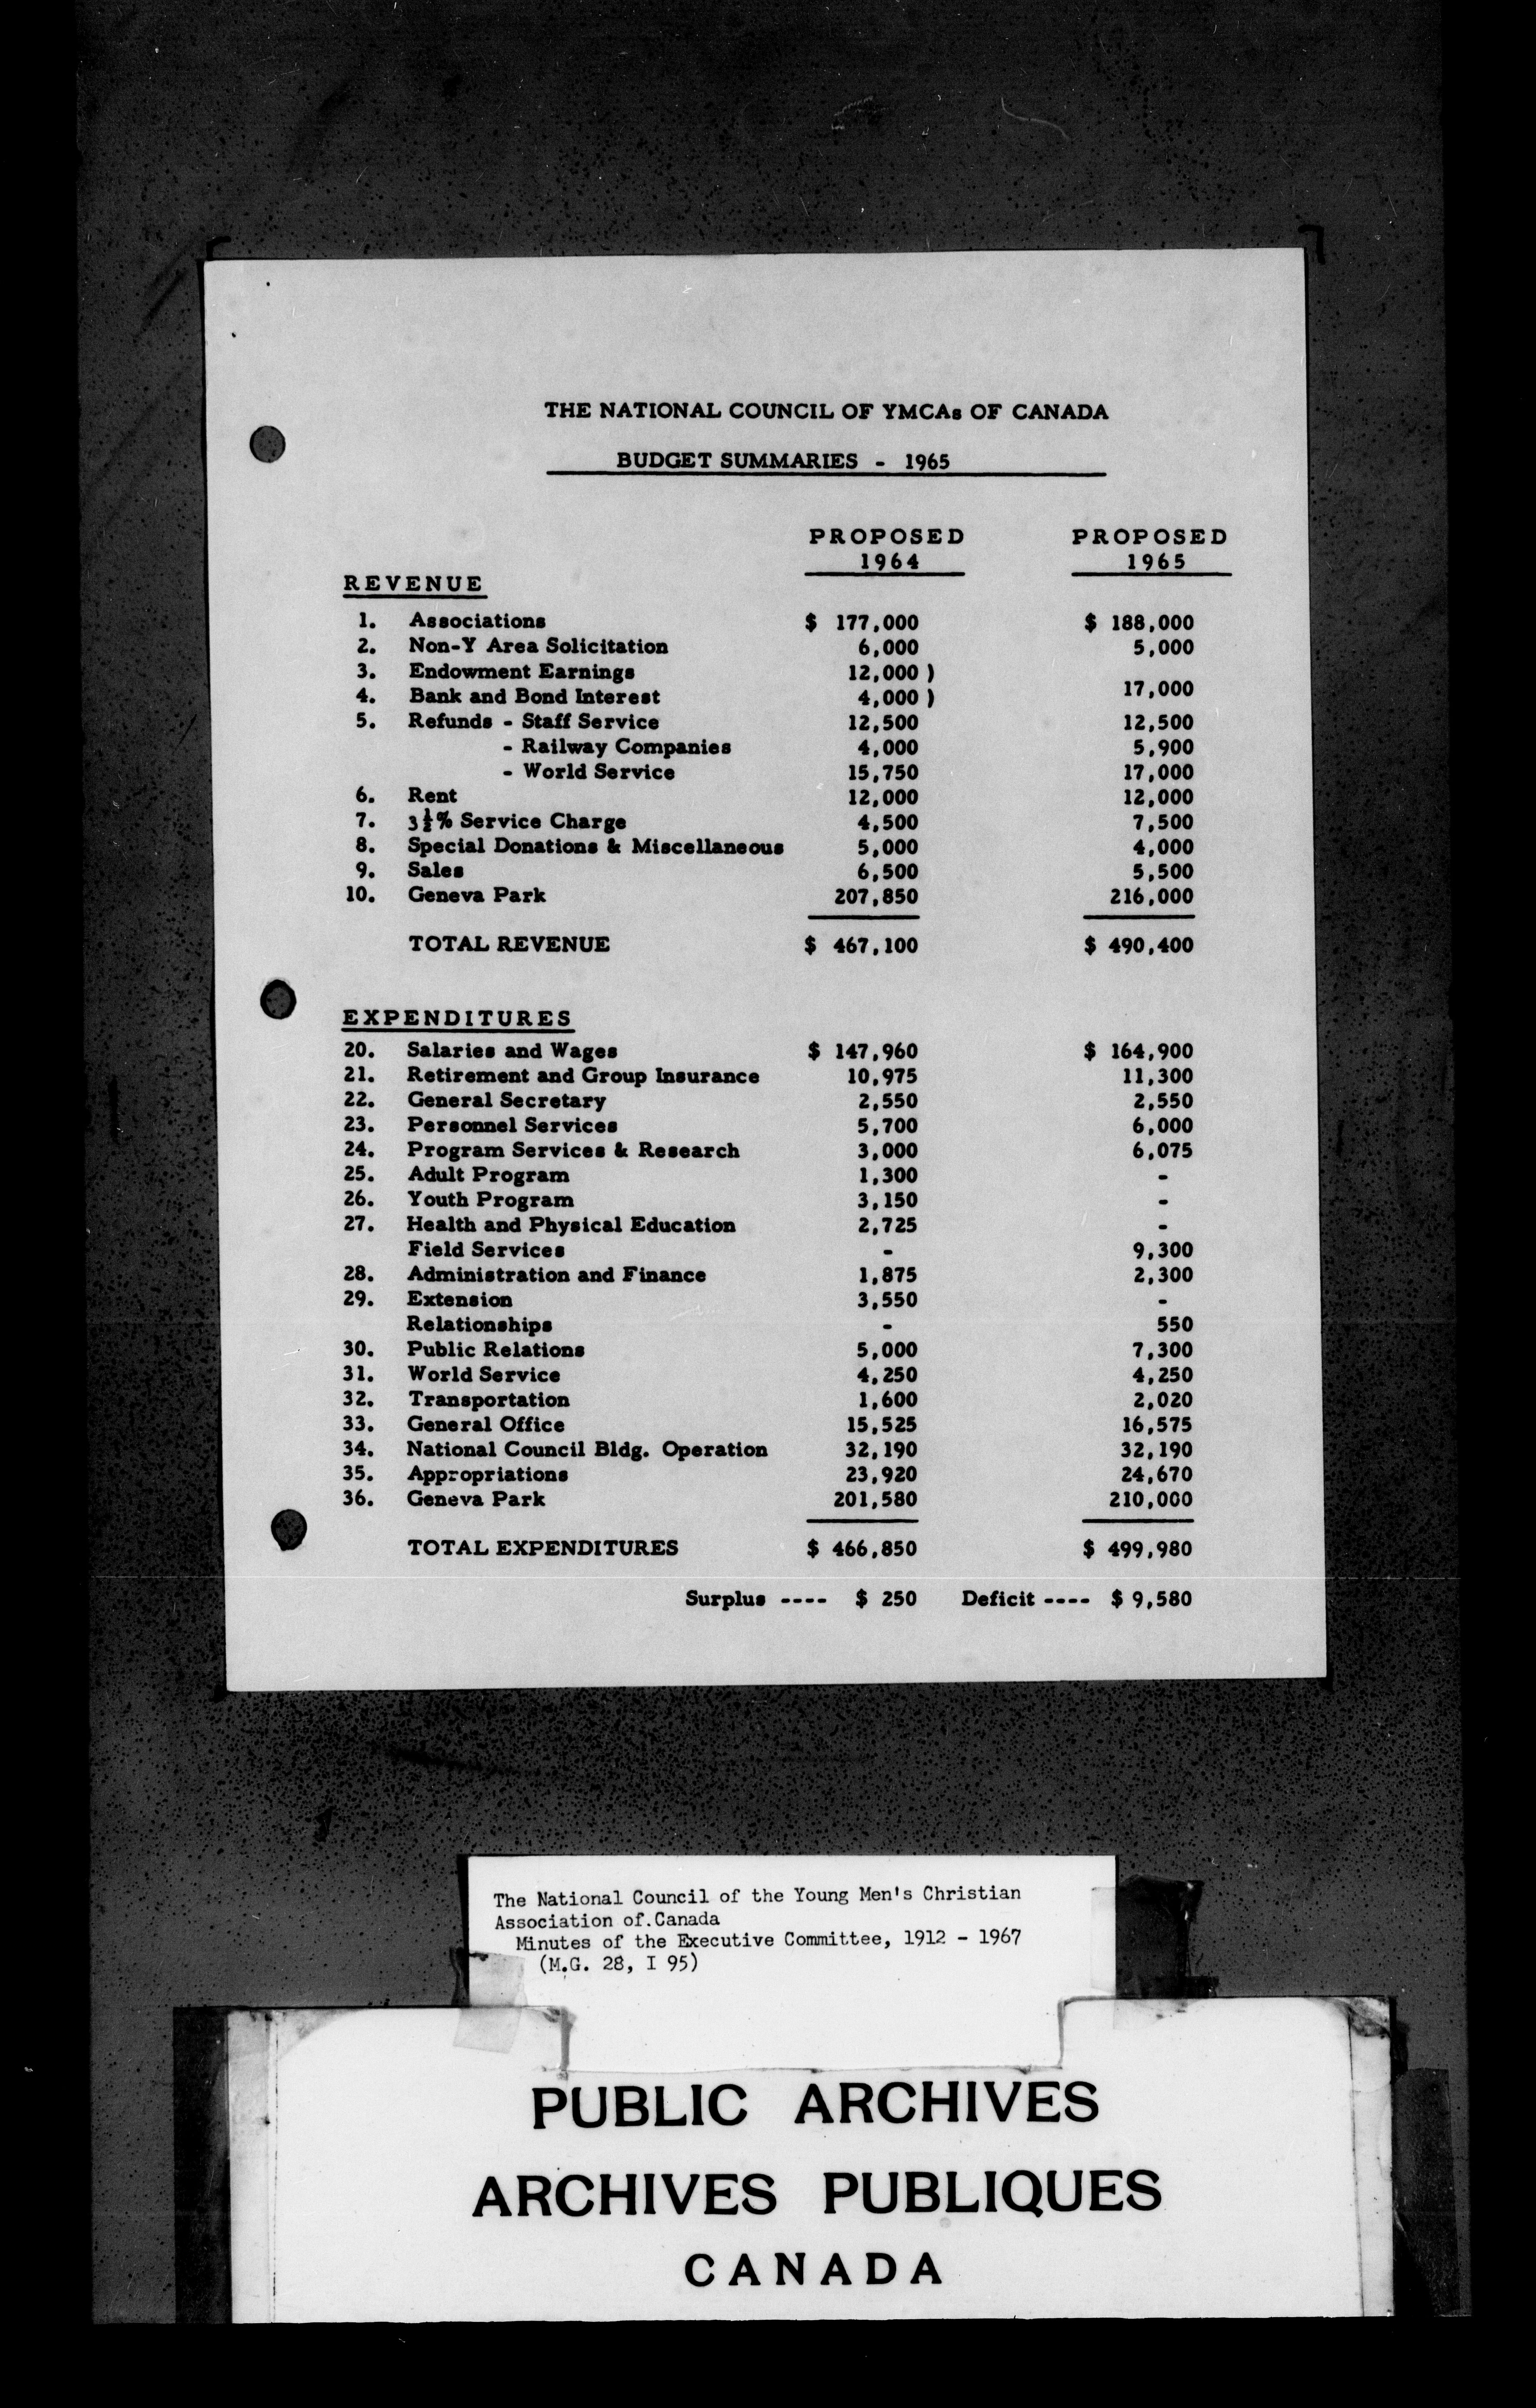 THE NATIONAL COUNCIL OF YMCAs OF CANADA
BUDGET SUMMARIES - 1965
PROPOSED PROPOSED
1964 1965
REVENUE
1. Associations $ 177,000 $ 188,000
2. Non-Y Area Solicitation 6,000 5,000
3. Endowment Earnings 12,000 )
4. Bank and Bond Interest 4,000 ) 17,000
5. Refunds - Staff Service 12,500 12,500
- Railway Companies 4,000 5,900
- World Service 15,750 17,000
6. Rent 12,000 12,000
7. 3½% Service Charge 4,500 7,500
8. Special Donations & Miscellaneous 5,000 4,000
9. Sales 6,500 5,500
10. Geneva Park 207,850 216,000
TOTAL REVENUE $ 467,100 $ 490,400
EXPENDITURES
20. Salaries and Wages $ 147,960 $ 164,900
21. Retirement and Group Insurance 10,975 11,300
22. General Secretary 2,550 2,550
23. Personnel Services 5,700 6,000
24. Program Services & Research 3,000 6,075
25. Adult Program 1,300 -
26. Youth Program 3,150 -
27. Health and Physical Education 2,725 -
Field Services - 9,300
28. Administration and Finance 1,875 2,300
29. Extension 3,550 -
Relationships - 550
30. Public Relations 5,000 7,300
31. World Service 4,250 4,250
32. Transportation 1,600 2,020
33. General Office 15,525 16,575
34. National Council Bldg. Operation 32,190 32,190
35. Appropriations 23,920 24,670
36. Geneva Park 201,580 210,000
TOTAL EXPENDITURES $ 466,850 $ 499,980
Surplus ---- $ 250 Deficit ---- $ 9,580
The National Council of the Young Men's Christian
Association of.Canada
Minutes of the Executive Committee, 1912 - 1967
(M.G. 28, I 95)
PUBLIC ARCHIVES
ARCHIVES PUBLIQUES
CANADA